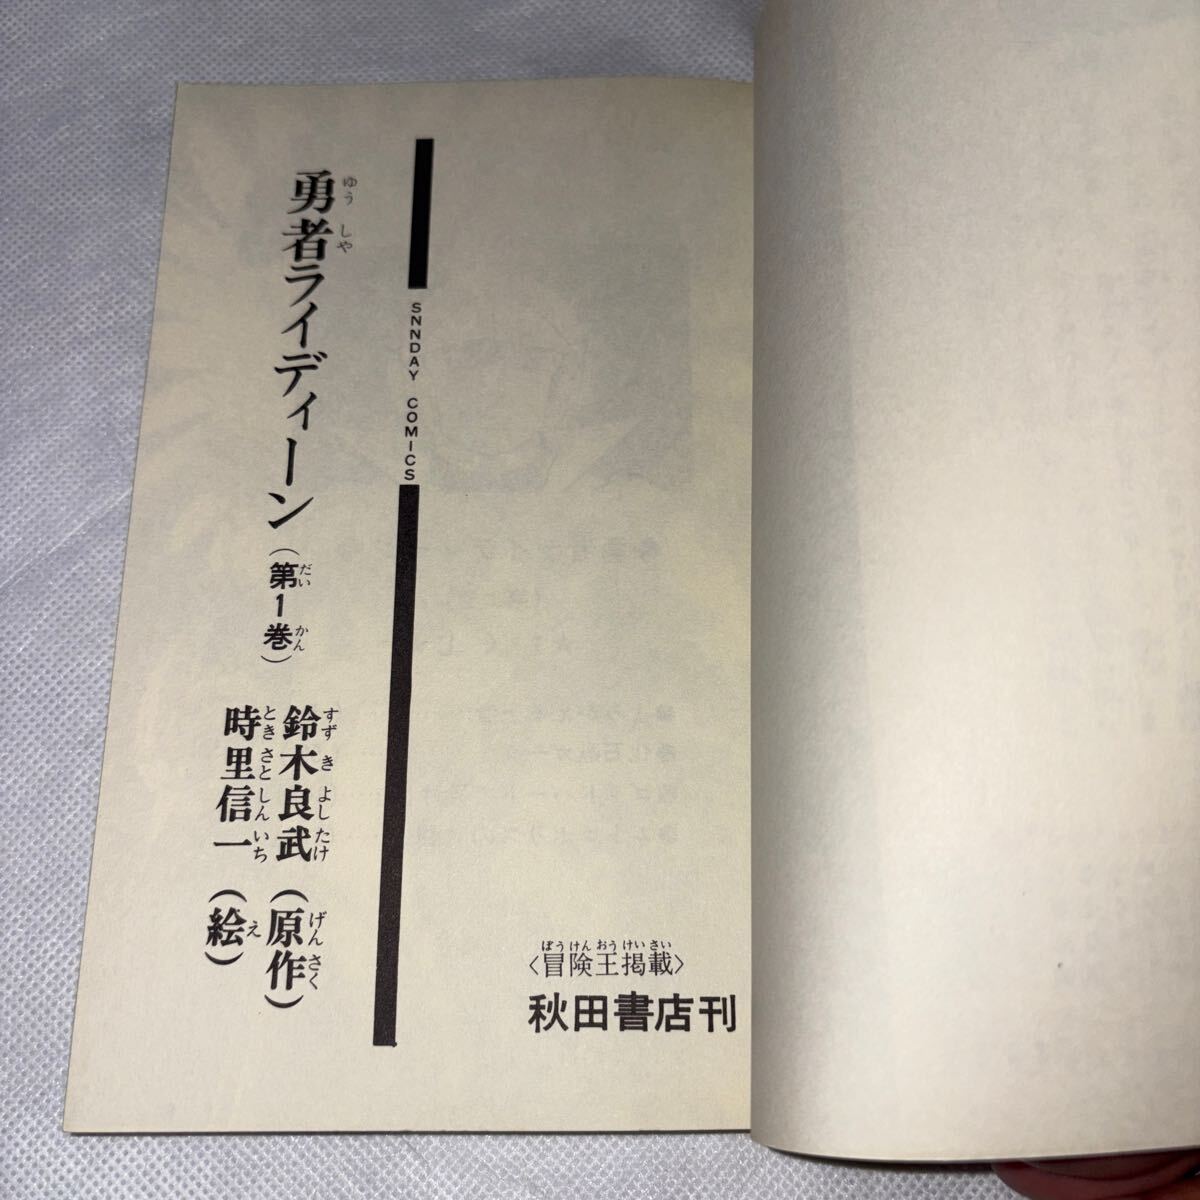 勇者ライディーン(第1巻)
ゆうしや
だい かん
鈴木良武(原作)
すずき よしたけ げんさく
時里信一(絵)
ときさとしんいち え
SNNDAY COMICS
ぼうけんおうけいさい
〈冒険王掲載〉
秋田書店刊